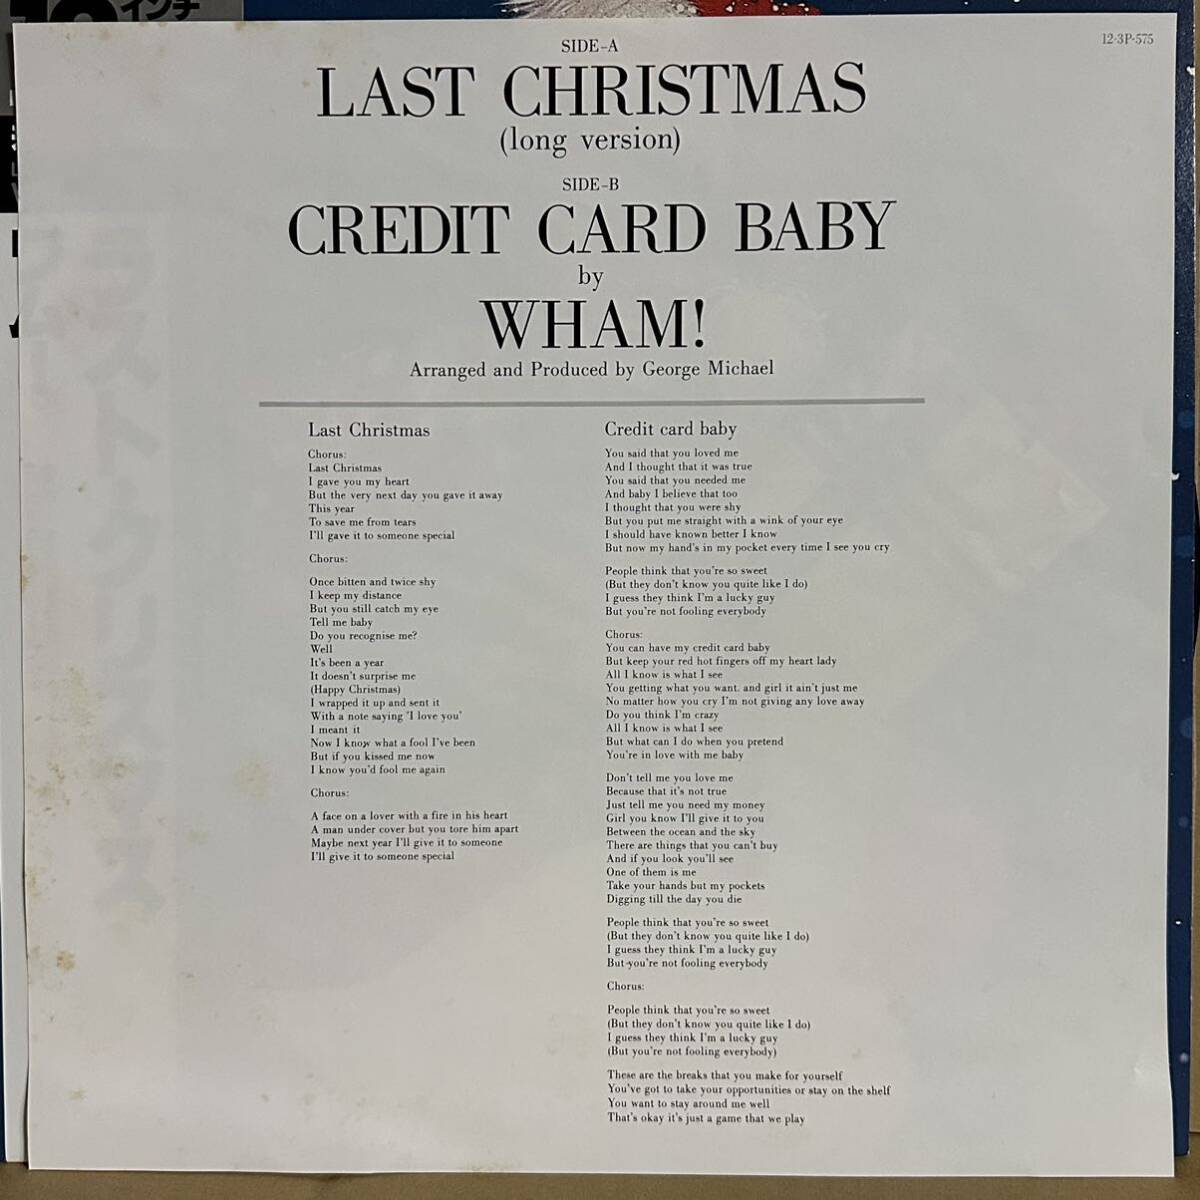 インチ
12·3P-575
SIDE-A
LAST CHRISTMAS
(long version)
SIDE-B
CREDIT CARD BABY
by
WHAM!
Arranged and Produced by George Michael
Last Christmas
Chorus:
Last Christmas
I gave you my heart
But the very next day you gave it away
This year
To save me from tears
I'll gave it to someone special
Chorus:
Once bitten and twice shy
I keep my distance
But you still catch my eye
Tell me baby
Do you recognise me?
Well
It's been a year
It doesn't surprise me
(Happy Christmas)
I wrapped it up and sent it
With a note saying 'I love you'
I meant it
Now I know what a fool I've been
But if you kissed me now
I know you'd fool me again
Chorus:
A face on a lover with a fire in his heart
A man under cover but you tore him apart
Maybe next year I'll give it to someone
I'll give it to someone special
Credit card baby
You said that you loved me
And I thought that it was true
You said that you needed me
And baby I believe that too
I thought that you were shy
But you put me straight with a wink of your eye
I should have known better I know
But now my hand's in my pocket every time I see you cry
People think that you're so sweet
(But they don't know you quite like I do)
I guess they think I'm a lucky guy
But you're not fooling everybody
Chorus:
You can have my credit card baby
But keep your red hot fingers off my heart lady
All I know is what I see
You getting what you want. and girl it ain't just me
No matter how you cry I'm not giving any love away
Do you think I'm crazy
All I know is what I see
But what can I do when you pretend
You're in love with me baby
Don't tell me you love me
Because that it's not true
Just tell me you need my money
Girl you know I'll give it to you
Between the ocean and the sky
There are things that you can't buy
And if you look you'll see
One of them is me
Take your hands but my pockets
Digging till the day you die
People think that you're so sweet
(But they don't know you quite like I do)
I guess they think I'm a lucky guy
But you're not fooling everybody
Chorus:
People think that you're so sweet
(But they don't know you quite like I do)
I guess they think I'm a lucky guy
(But you're not fooling everybody)
These are the breaks that you make for yourself
You've got to take your opportunities or stay on the shelf
You want to stay around me well
That's okay it's just a game that we play